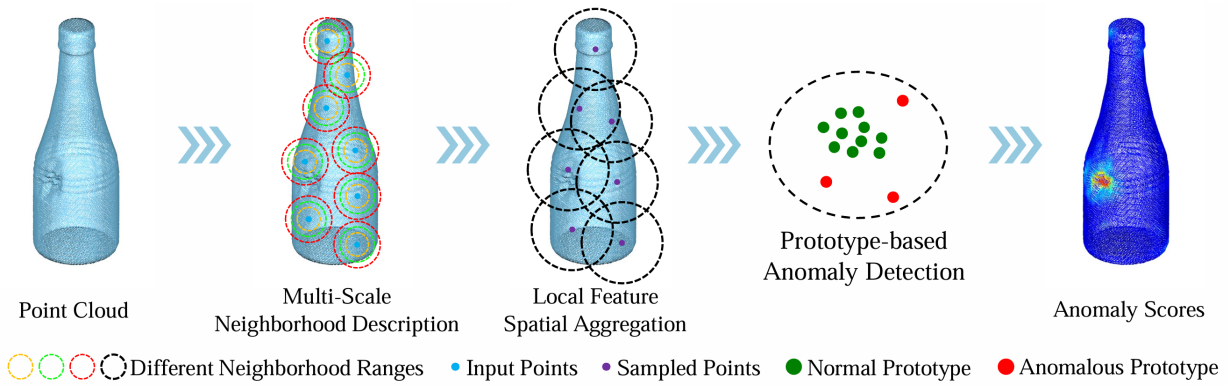 Point Cloud
Multi-Scale
Neighborhood Description
Local Feature
Spatial Aggregation
Prototype-based
Anomaly Detection
Anomaly Scores
Different Neighborhood Ranges
Input Points
Sampled Points
Normal Prototype
Anomalous Prototype